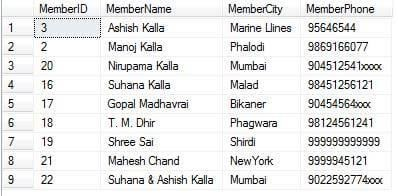 MemberID MemberName MemberCity MemberPhone
1 3 Ashish Kalla Marine Llines 95646544
2 2 Manoj Kalla Phalodi 9869166077
3 20 Nirupama Kalla Mumbai 904512541xxxx
4 16 Suhana Kalla Malad 98451256121
5 17 Gopal Madhavrai Bikaner 90454564xxx
6 18 T. M. Dhir Phagwara 98124561241
7 19 Shree Sai Shirdi 999999999999
8 21 Mahesh Chand NewYork 9999945121
9 22 Suhana & Ashish Kalla Mumbai 9022592774xxx